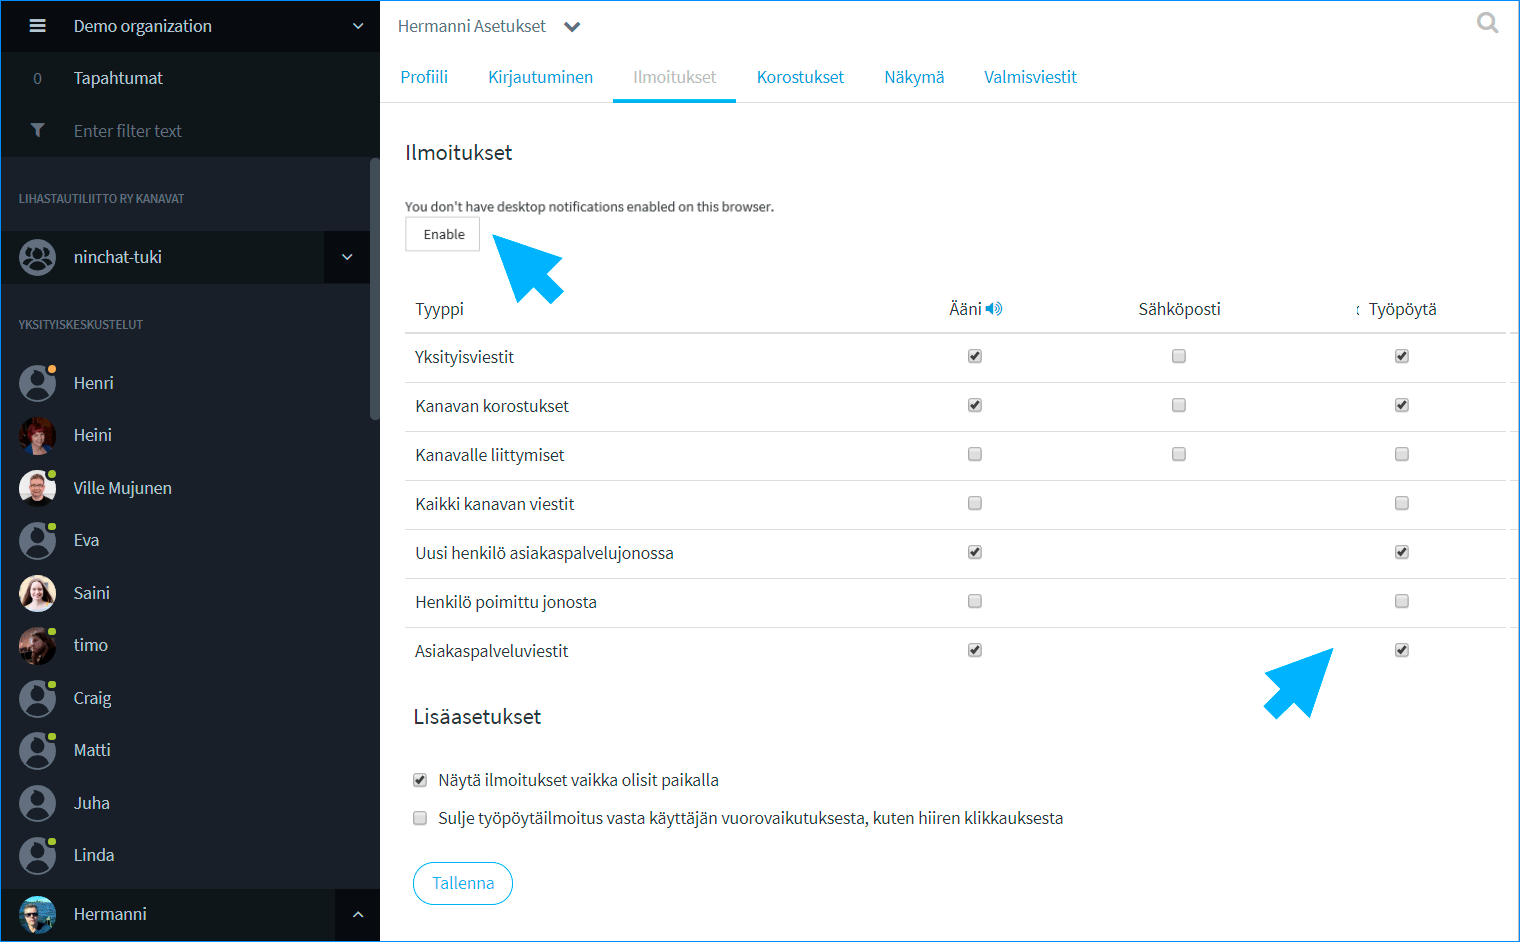 Demo organization
0 Tapahtumat
Enter filter text
LIHASTAUTILIITTO RY KANAVAT
ninchat-tuki
YKSITYISKESKUSTELUT
Henri
Heini
Ville Mujunen
Eva
Saini
timo
Craig
Matti
Juha
Linda
Hermanni
Hermanni Asetukset
Profiili Kirjautuminen Ilmoitukset Korostukset Näkymä Valmisviestit
Ilmoitukset
You don't have desktop notifications enabled on this browser.
Enable
Tyyppi Ääni Sähköposti Työpöytä
Yksityisviestit
Kanavan korostukset
Kanavalle liittymiset
Kaikki kanavan viestit
Uusi henkilö asiakaspalvelujonossa
Henkilö poimittu jonosta
Asiakaspalveluviestit
Lisäasetukset
Näytä ilmoitukset vaikka olisit paikalla
Sulje työpöytäilmoitus vasta käyttäjän vuorovaikutuksesta, kuten hiiren klikkauksesta
Tallenna